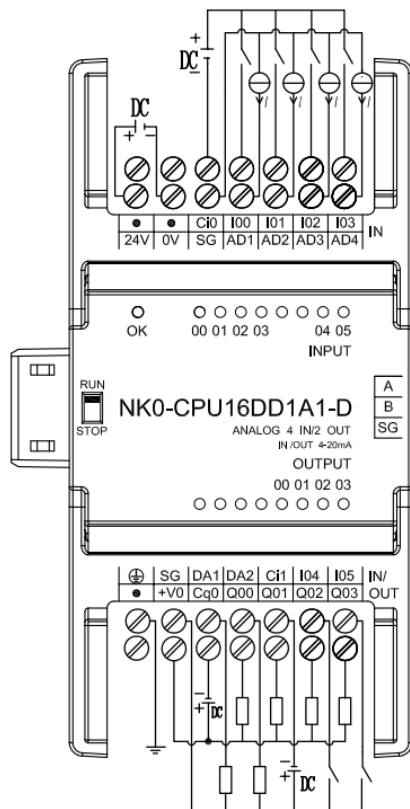 + DC -
DC
+ -
I I I I
● ● Ci0 I00 I01 I02 I03 IN
24V 0V SG AD1 AD2 AD3 AD4
OK 00 01 02 03 04 05
INPUT
RUN
STOP
NK0-CPU16DD1A1-D
A
B
SG
ANALOG 4 IN/2 OUT
IN/OUT 4-20mA
OUTPUT
00 01 02 03
SG DA1 DA2 Ci1 I04 I05 IN/
● +V0 Cq0 Q00 Q01 Q02 Q03 OUT
- + DC
- + DC